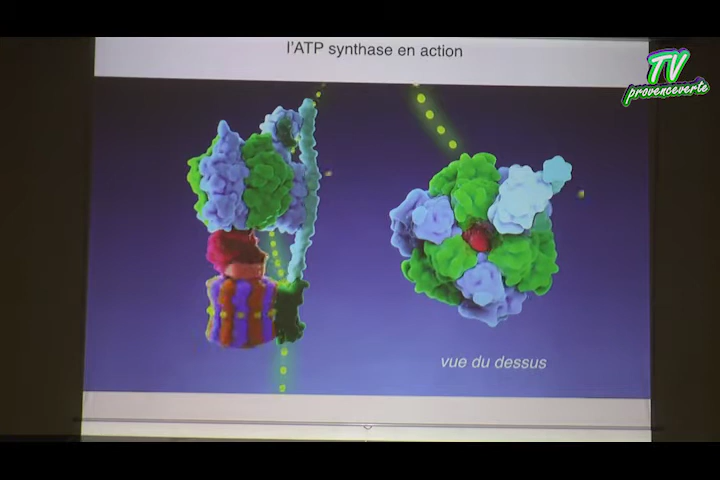 l'ATP synthase en action
TV
provenceverte
vue du dessus